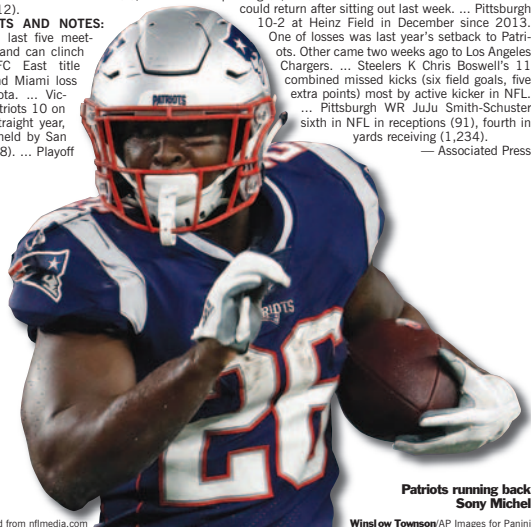 12).
TS AND NOTES:
last five meet-
and can clinch
FC East title
nd Miami loss
ota. ... Vic-
triots 10 on
traight year,
held by San
8). ... Playoff
could return after sitting out last week. ... Pittsburgh
10-2 at Heinz Field in December since 2013.
One of losses was last year's setback to Patri-
ots. Other came two weeks ago to Los Angeles
Chargers. ... Steelers K Chris Boswell's 11
combined missed kicks (six field goals, five
extra points) most by active kicker in NFL.
... Pittsburgh WR JuJu Smith-Schuster
sixth in NFL in receptions (91), fourth in
yards receiving (1,234).
— Associated Press
PATRIOTS
RIOTS
26
Patriots running back
Sony Michel
d from nflmedia.com
Winslow Townson/AP Images for Panini